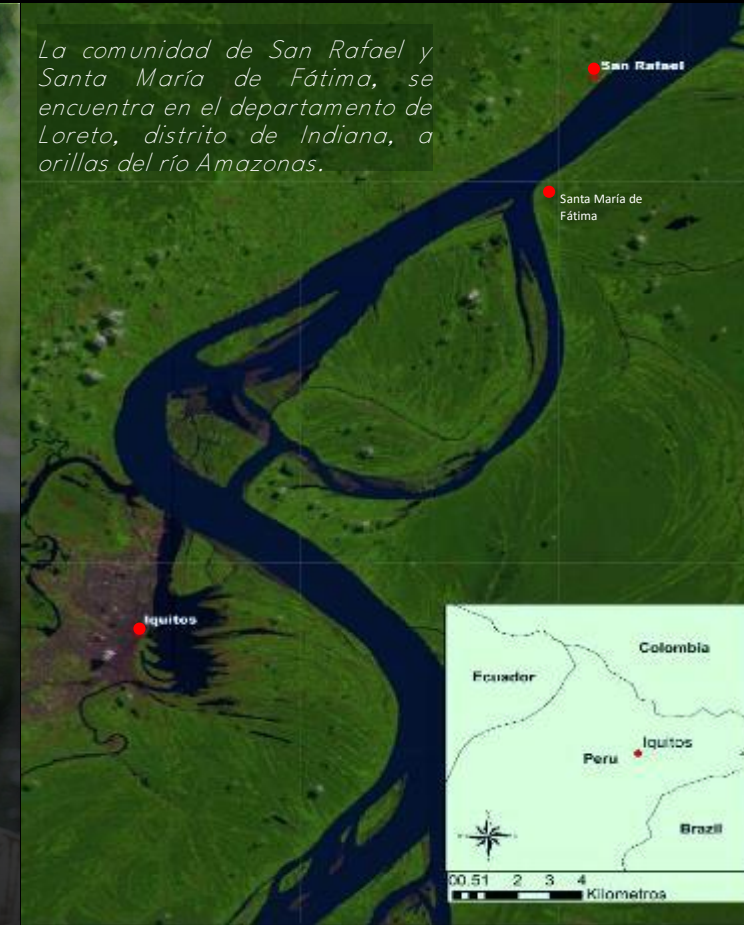 La comunidad de San Rafael y
Santa María de Fátima, se
encuentra en el departamento de
Loreto, distrito de Indiana, a
orillas del río Amazonas.
San Rafael
Santa María de
Fátima
Iquitos
Colombia
Ecuador
Iquitos
Peru
Brazil
00.51 2 3 4
Kilometros